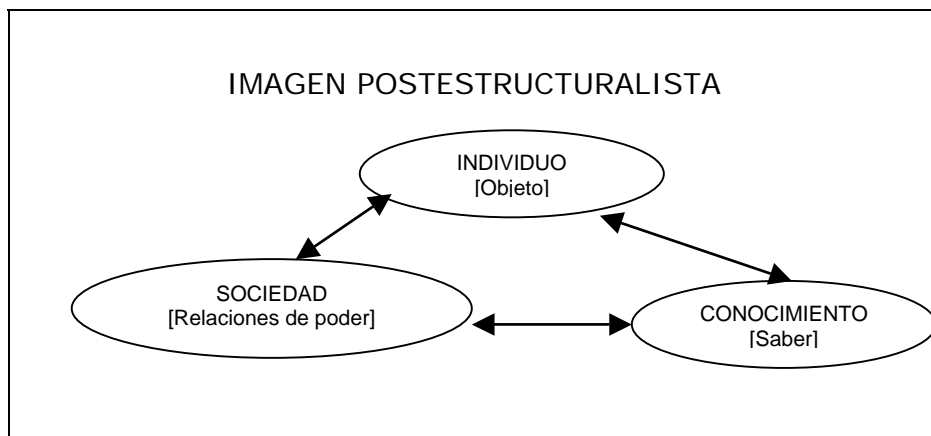 IMAGEN POSTESTRUCTURALISTA
INDIVIDUO
[Objeto]
SOCIEDAD
[Relaciones de poder]
CONOCIMIENTO
[Saber]